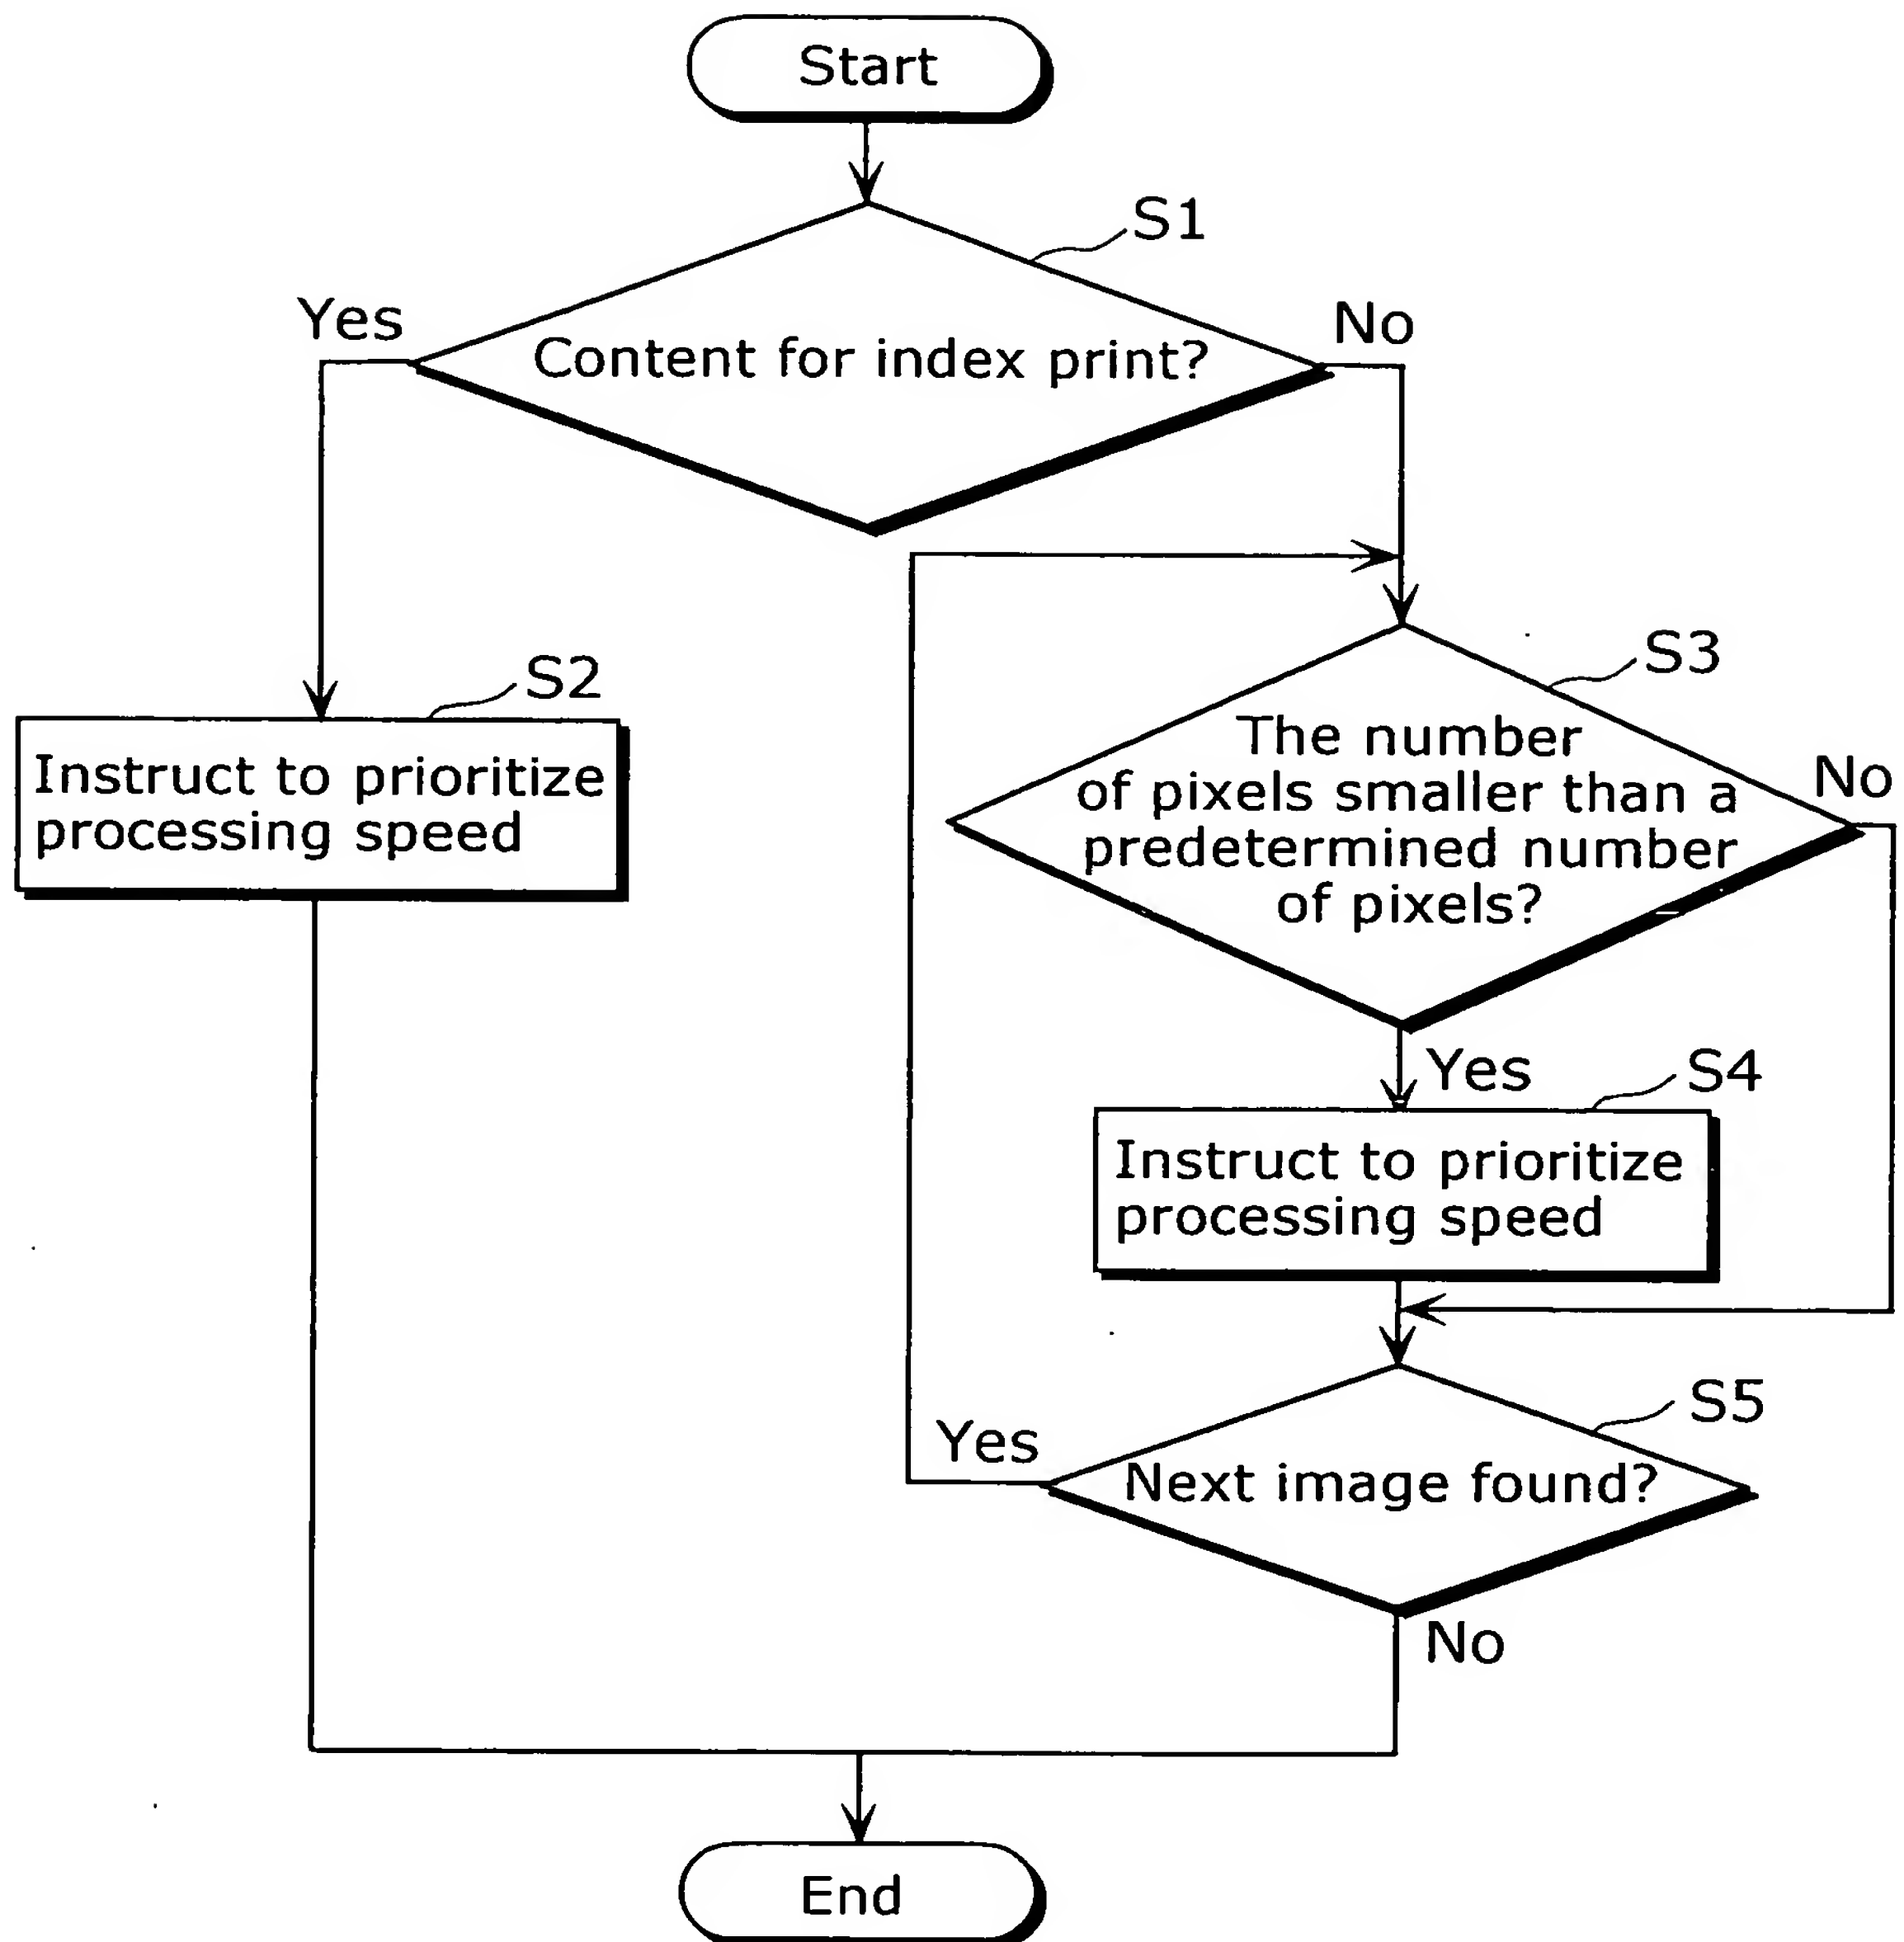 Start
S1
Yes
No
Content for index print?
S2
S3
Instruct to prioritize
processing speed
The number
of pixels smaller than a
predetermined number
of pixels?
No
Yes
S4
Instruct to prioritize
processing speed
S5
Yes
Next image found?
No
End